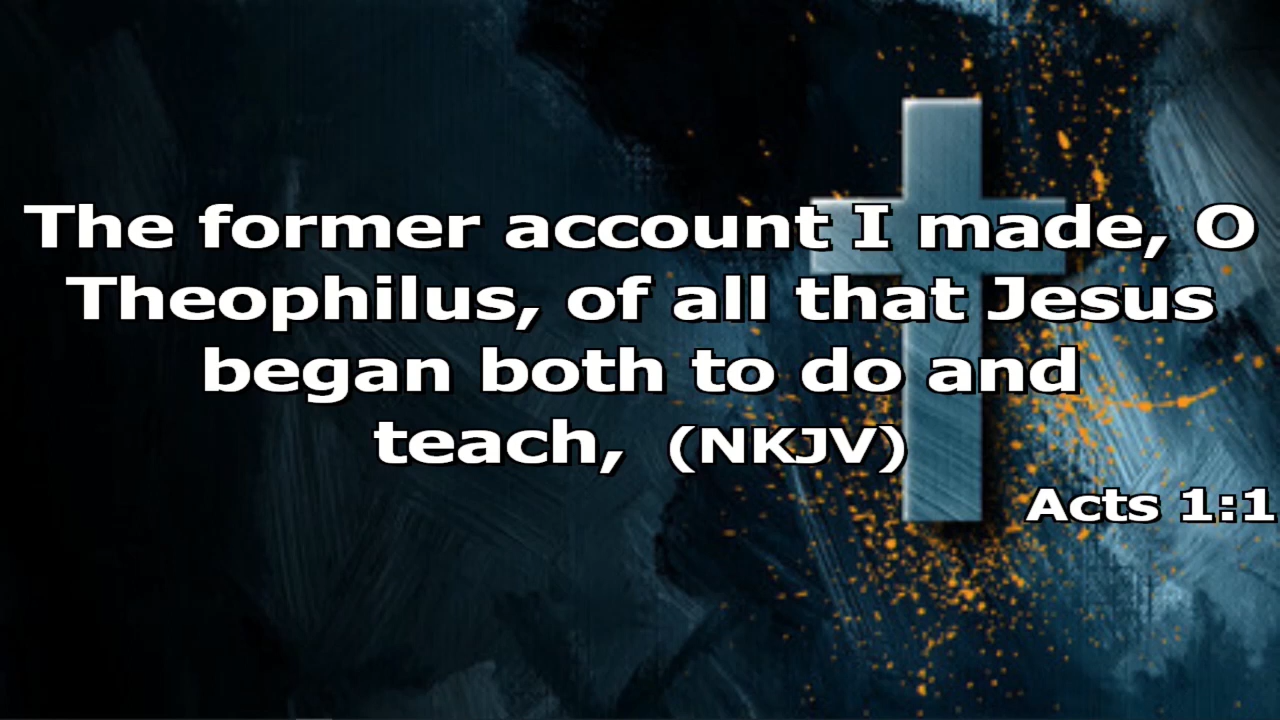 The former account I made, O
Theophilus, of all that Jesus
began both to do and
teach, (NKJV)
Acts 1:1